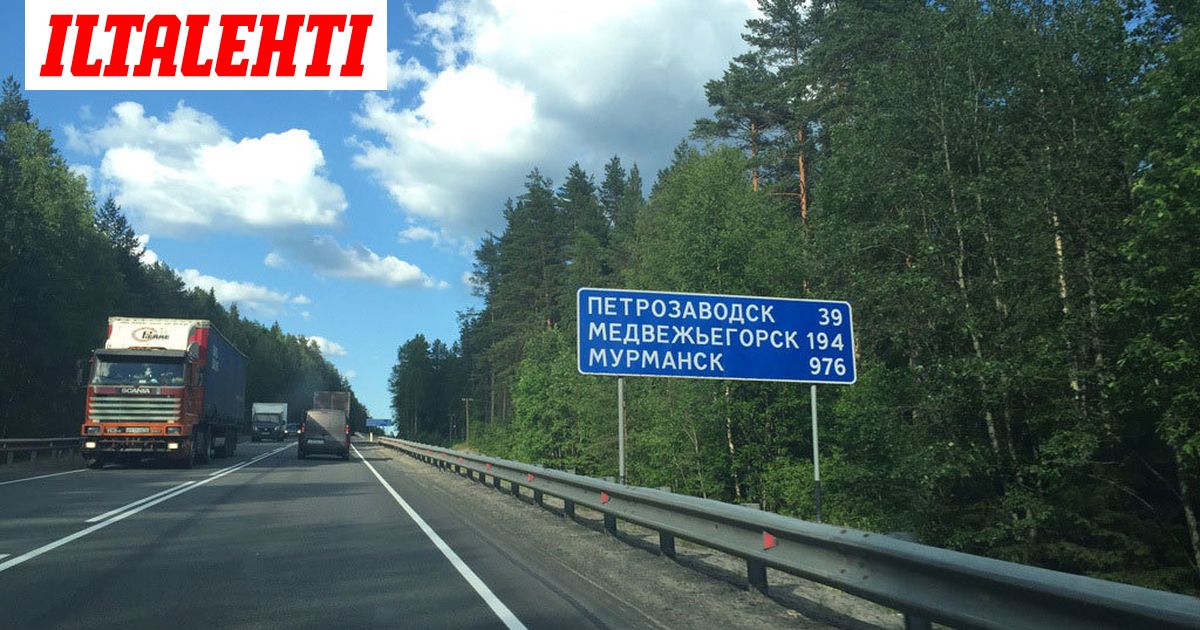 ILTALEHTI
ПЕТРОЗАВОДСК 39
МЕДВЕЖЬЕГОРСК 194
МУРМАНСК 976
SCANIA